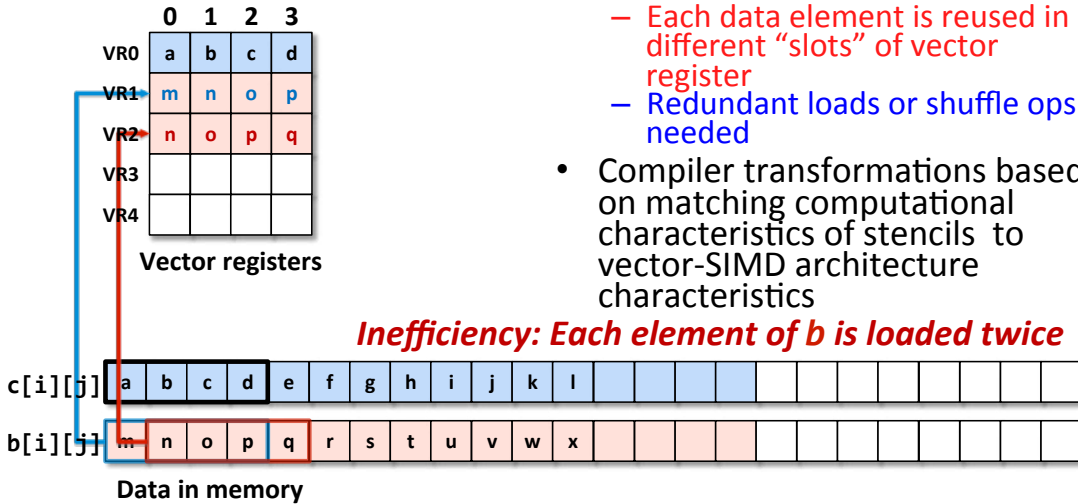 0 1 2 3
VR0 a b c d
VR1 m n o p
VR2 n o p q
VR3
VR4
Vector registers
– Each data element is reused in
different “slots” of vector
register
– Redundant loads or shuffle ops
needed
• Compiler transformations based
on matching computational
characteristics of stencils to
vector-SIMD architecture
characteristics
Inefficiency: Each element of b is loaded twice
c[i][j] a b c d e f g h i j k l
b[i][j] m n o p q r s t u v w x
Data in memory